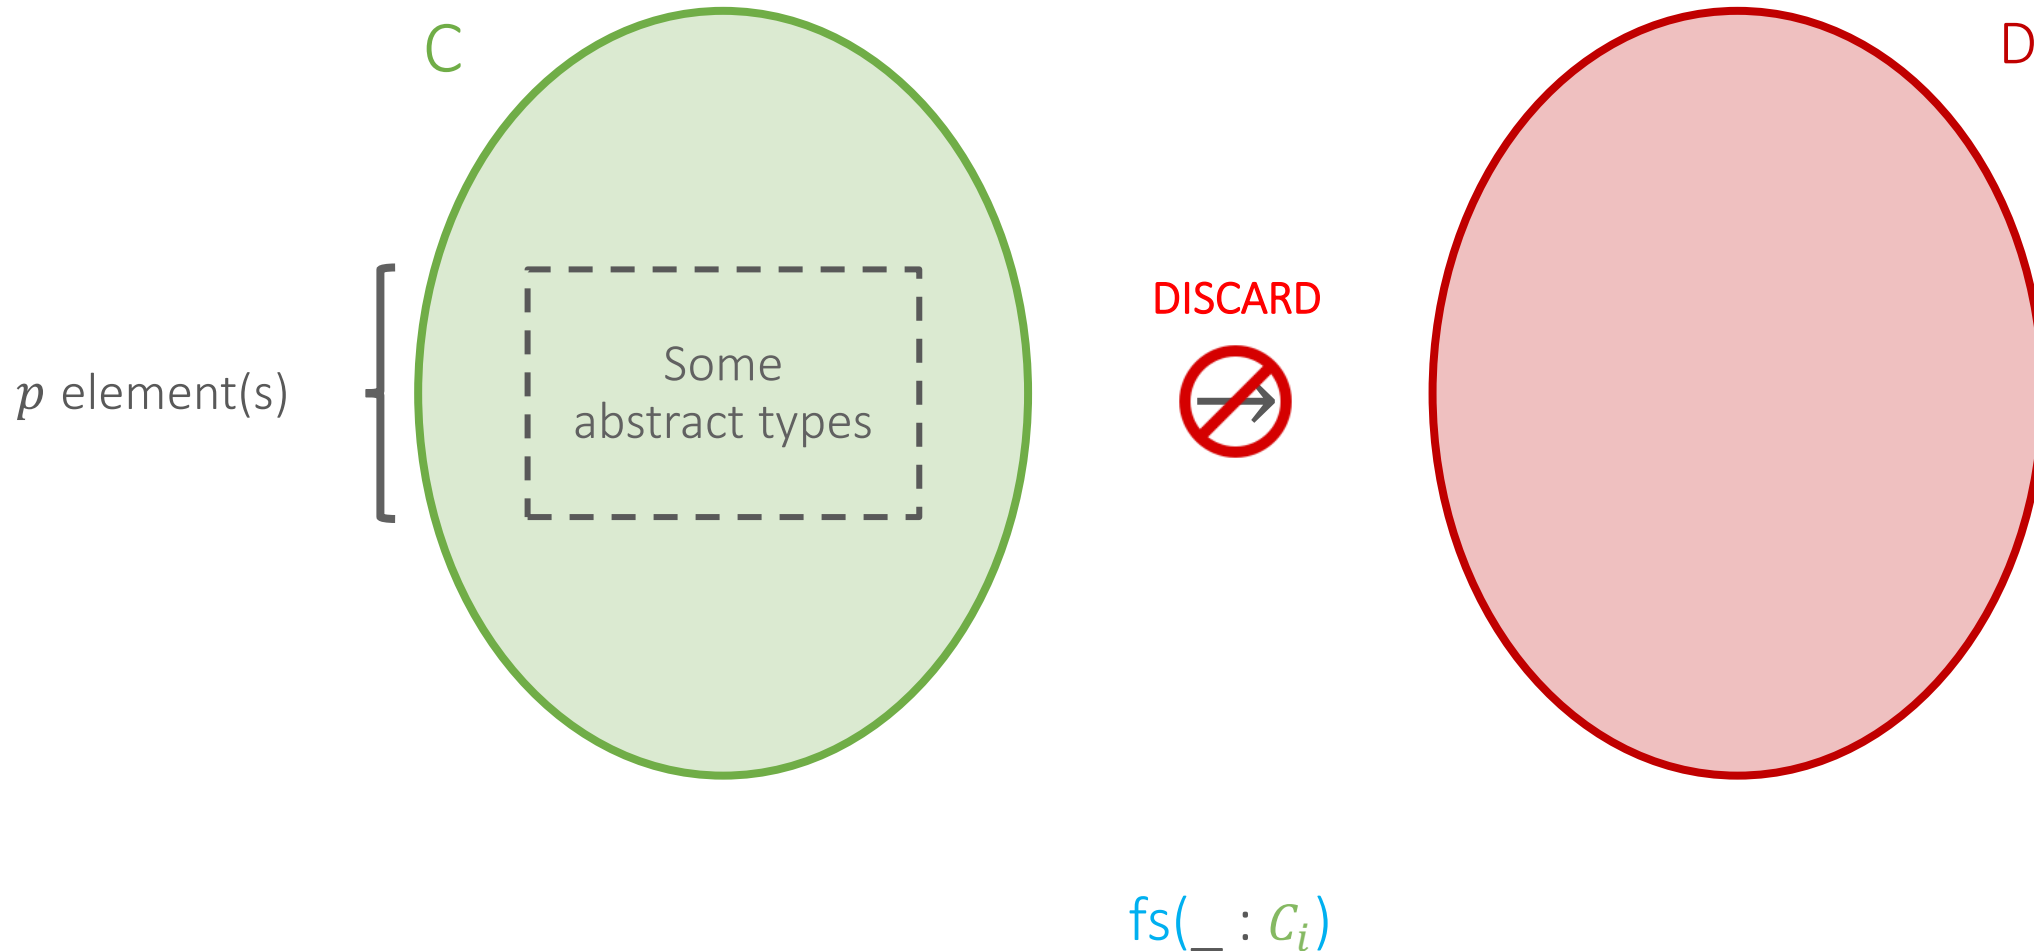 C
D
DISCARD
Some
abstract types
p element(s)
fs(_ : Cᵢ)